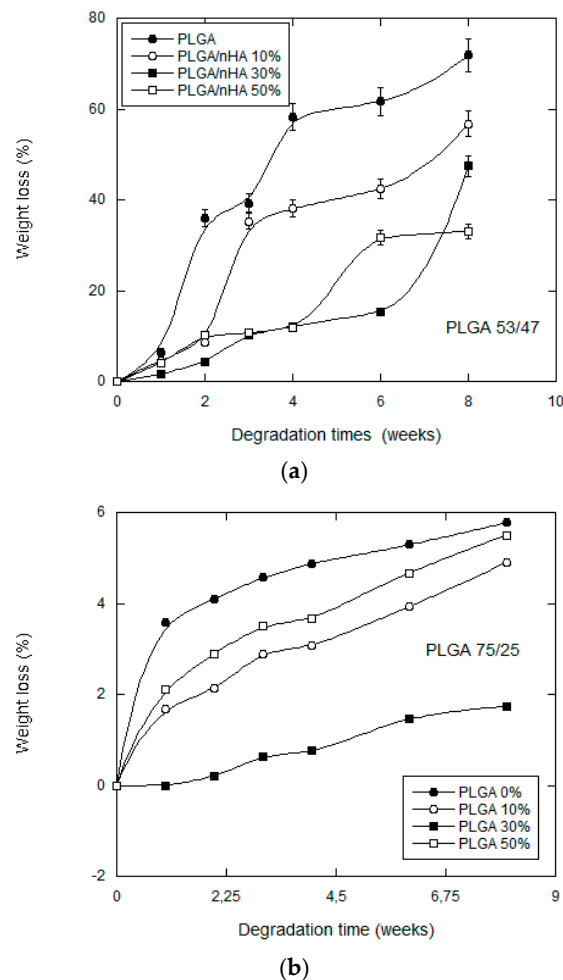 PLGA
PLGA/nHA 10%
PLGA/nHA 30%
PLGA/nHA 50%
80
60
40
20
0
Weight loss (%)
PLGA 53/47
0 2 4 6 8 10
Degradation times (weeks)
(a)
6
4
2
0
-2
Weight loss (%)
PLGA 75/25
PLGA 0%
PLGA 10%
PLGA 30%
PLGA 50%
0 2,25 4,5 6,75 9
Degradation time (weeks)
(b)